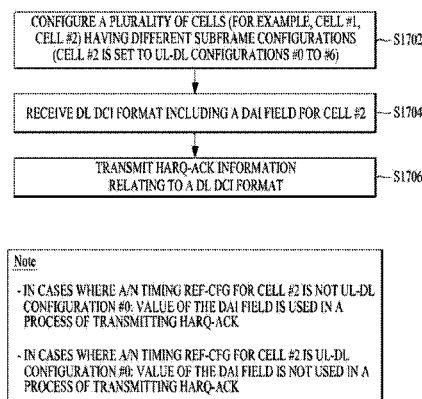 CONFIGURE A PLURALITY OF CELLS (FOR EXAMPLE, CELL #1,
CELL #2) HAVING DIFFERENT SUBFRAME CONFIGURATIONS
(CELL #2 IS SET TO UL-DL CONFIGURATIONS #0 TO #6)
S1702
RECEIVE DL DCI FORMAT INCLUDING A DAI FIELD FOR CELL #2
S1704
TRANSMIT HARQ-ACK INFORMATION
RELATING TO A DL DCI FORMAT
S1706
Note
- IN CASES WHERE A/N TIMING REF-CFG FOR CELL #2 IS NOT UL-DL
CONFIGURATION #0: VALUE OF THE DAI FIELD IS USED IN A
PROCESS OF TRANSMITTING HARQ-ACK
- IN CASES WHERE A/N TIMING REF-CFG FOR CELL #2 IS UL-DL
CONFIGURATION #0: VALUE OF THE DAI FIELD IS NOT USED IN A
PROCESS OF TRANSMITTING HARQ-ACK